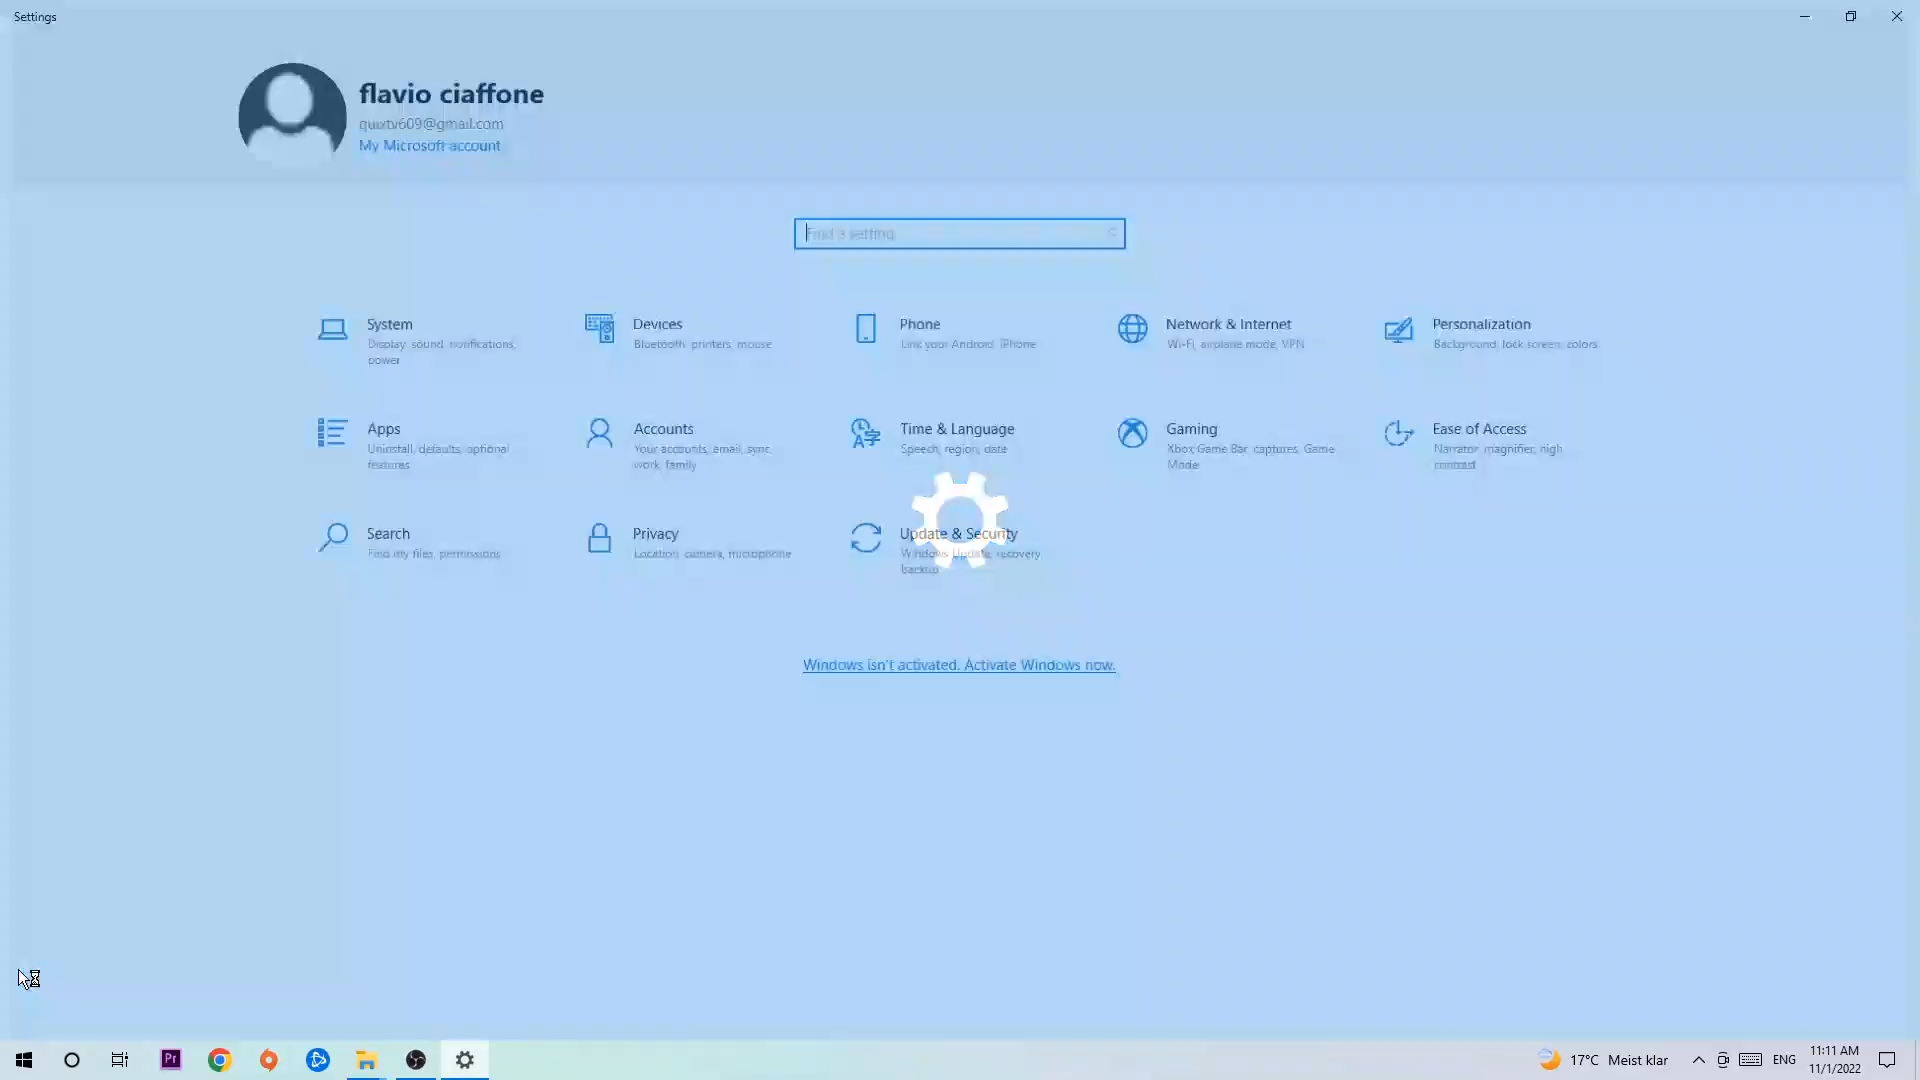 Settings
flavio ciaffone
quixtv609@gmail.com
My Microsoft account
Find a setting
System
Display, sound, notifications,
power
Devices
Bluetooth, printers, mouse
Phone
Link your Android, iPhone
Network & Internet
Wi-Fi, airplane mode, VPN
Personalization
Background, lock screen, colors
Apps
Uninstall, defaults, optional
features
Accounts
Your accounts, email, sync,
work, family
Time & Language
Speech, region, date
Gaming
Xbox Game Bar, captures, Game
Mode
Ease of Access
Narrator, magnifier, high
contrast
Search
Find my files, permissions
Privacy
Location, camera, microphone
Update & Security
Windows Update, recovery,
backup
Windows isn't activated. Activate Windows now.
Pr
17°C Meist klar
ENG
11:11 AM
11/1/2022